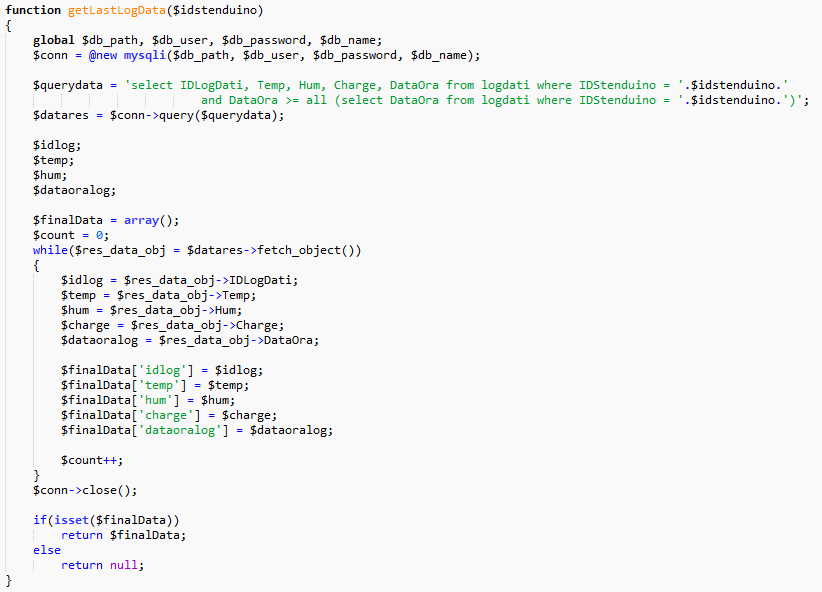 function getLastLogData($idstenduino)
{
global $db_path, $db_user, $db_password, $db_name;
$conn = @new mysqli($db_path, $db_user, $db_password, $db_name);
$querydata = 'select IDLogDati, Temp, Hum, Charge, DataOra from logdati where IDStenduino = '.$idstenduino.'
and DataOra >= all (select DataOra from logdati where IDStenduino = '.$idstenduino.')';
$datares = $conn->query($querydata);
$idlog;
$temp;
$hum;
$dataoralog;
$finalData = array();
$count = 0;
while($res_data_obj = $datares->fetch_object())
{
$idlog = $res_data_obj->IDLogDati;
$temp = $res_data_obj->Temp;
$hum = $res_data_obj->Hum;
$charge = $res_data_obj->Charge;
$dataoralog = $res_data_obj->DataOra;
$finalData['idlog'] = $idlog;
$finalData['temp'] = $temp;
$finalData['hum'] = $hum;
$finalData['charge'] = $charge;
$finalData['dataoralog'] = $dataoralog;
$count++;
}
$conn->close();
if(isset($finalData))
return $finalData;
else
return null;
}